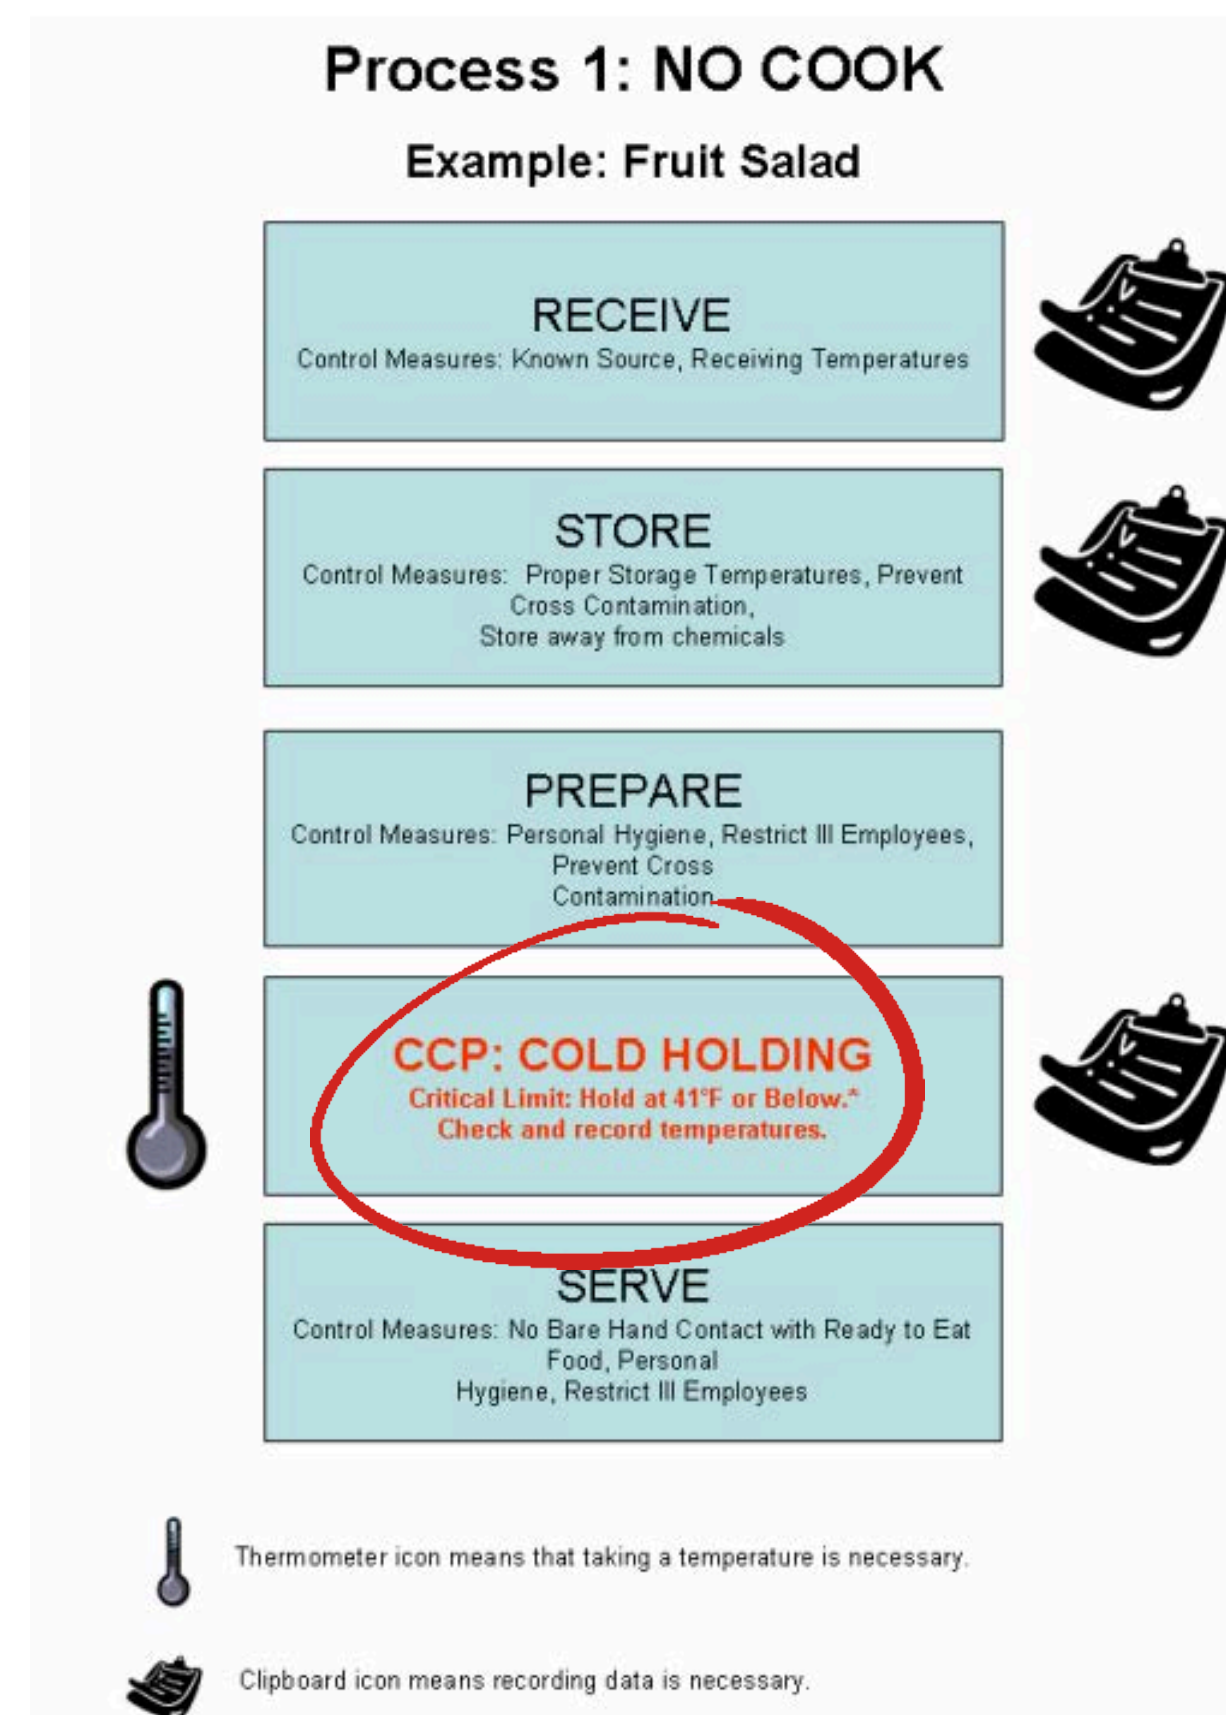 Process 1: NO COOK
Example: Fruit Salad
RECEIVE
Control Measures: Known Source, Receiving Temperatures
STORE
Control Measures: Proper Storage Temperatures, Prevent
Cross Contamination,
Store away from chemicals
PREPARE
Control Measures: Personal Hygiene, Restrict Ill Employees,
Prevent Cross
Contamination
CCP: COLD HOLDING
Critical Limit: Hold at 41°F or Below.*
Check and record temperatures.
SERVE
Control Measures: No Bare Hand Contact with Ready to Eat
Food, Personal
Hygiene, Restrict Ill Employees
Thermometer icon means that taking a temperature is necessary.
Clipboard icon means recording data is necessary.